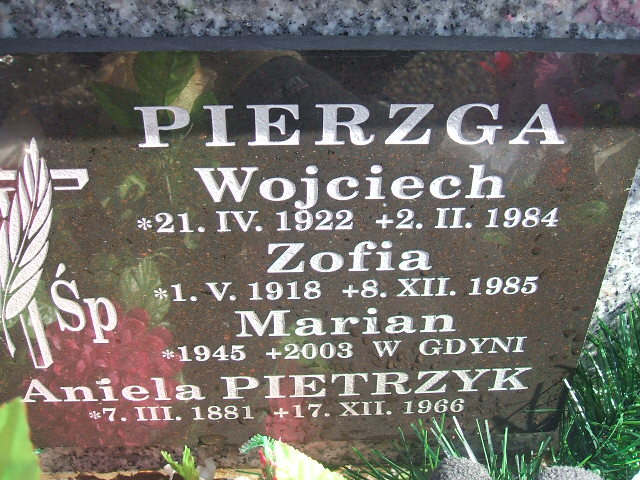 PIERZGA
Wojciech
*21. IV. 1922 +2. II. 1984
Zofia
*1. V. 1918 +8. XII. 1985
Śp
Marian
*1945 +2003 W GDYNI
Aniela PIETRZYK
*7. III. 1881 +17. XII. 1966